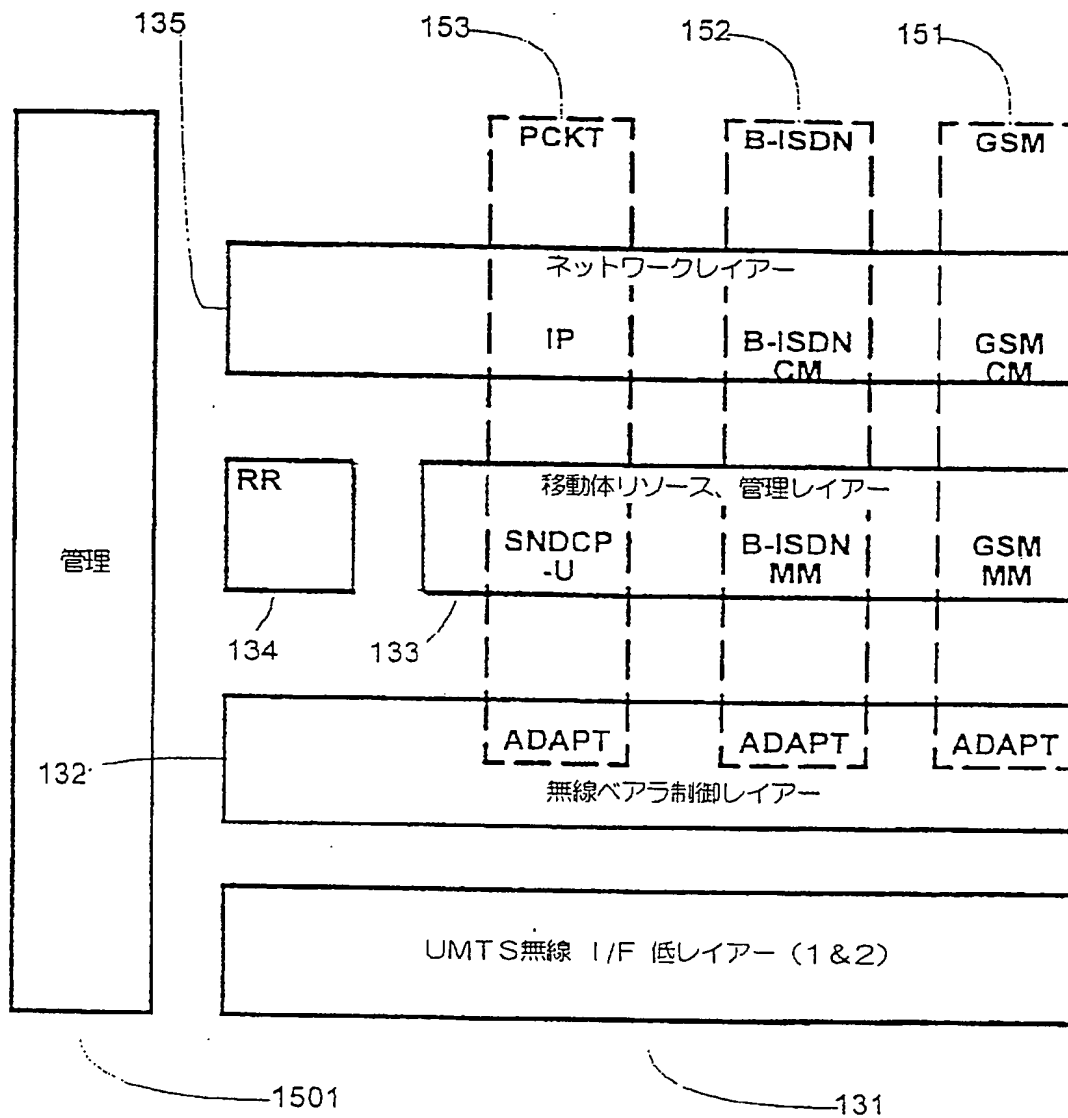 135
153
152
151
PCKT
B-ISDN
GSM
ネットワークレイアー
IP
B-ISDN
CM
GSM
CM
RR
移動体リソース、管理レイアー
管理
SNDCP
-U
B-ISDN
MM
GSM
MM
134
133
ADAPT
ADAPT
ADAPT
132
無線ベアラ制御レイアー
UMTS無線 I/F 低レイアー（1＆2）
1501
131